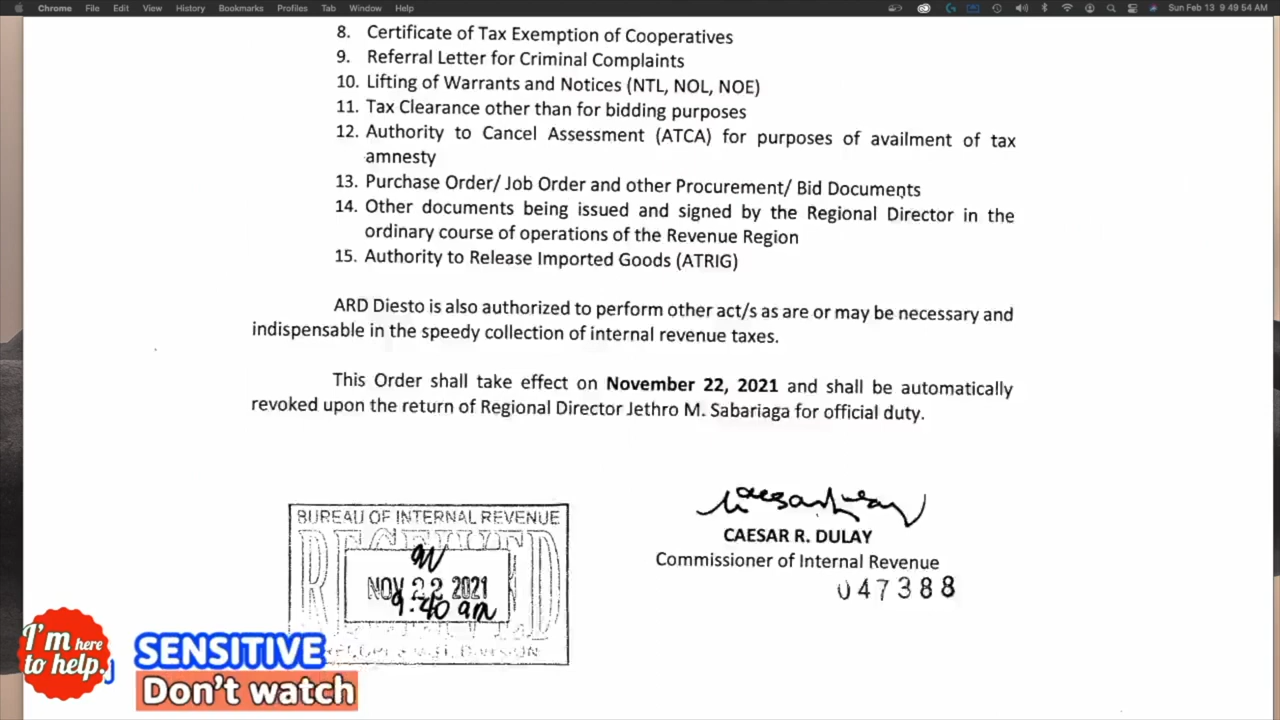 Chrome File Edit View History Bookmarks Profiles Tab Window Help Sun Feb 13 9:49:54 AM
8. Certificate of Tax Exemption of Cooperatives
9. Referral Letter for Criminal Complaints
10. Lifting of Warrants and Notices (NTL, NOL, NOE)
11. Tax Clearance other than for bidding purposes
12. Authority to Cancel Assessment (ATCA) for purposes of availment of tax
amnesty
13. Purchase Order/ Job Order and other Procurement/ Bid Documents
14. Other documents being issued and signed by the Regional Director in the
ordinary course of operations of the Revenue Region
15. Authority to Release Imported Goods (ATRIG)
ARD Diesto is also authorized to perform other act/s as are or may be necessary and
indispensable in the speedy collection of internal revenue taxes.
This Order shall take effect on November 22, 2021 and shall be automatically
revoked upon the return of Regional Director Jethro M. Sabariaga for official duty.
CAESAR R. DULAY
Commissioner of Internal Revenue
047388
BUREAU OF INTERNAL REVENUE
RECEIVED
NOV 22 2021
9:40 am
DIVISION
I'm here
to help.
SENSITIVE
Don't watch